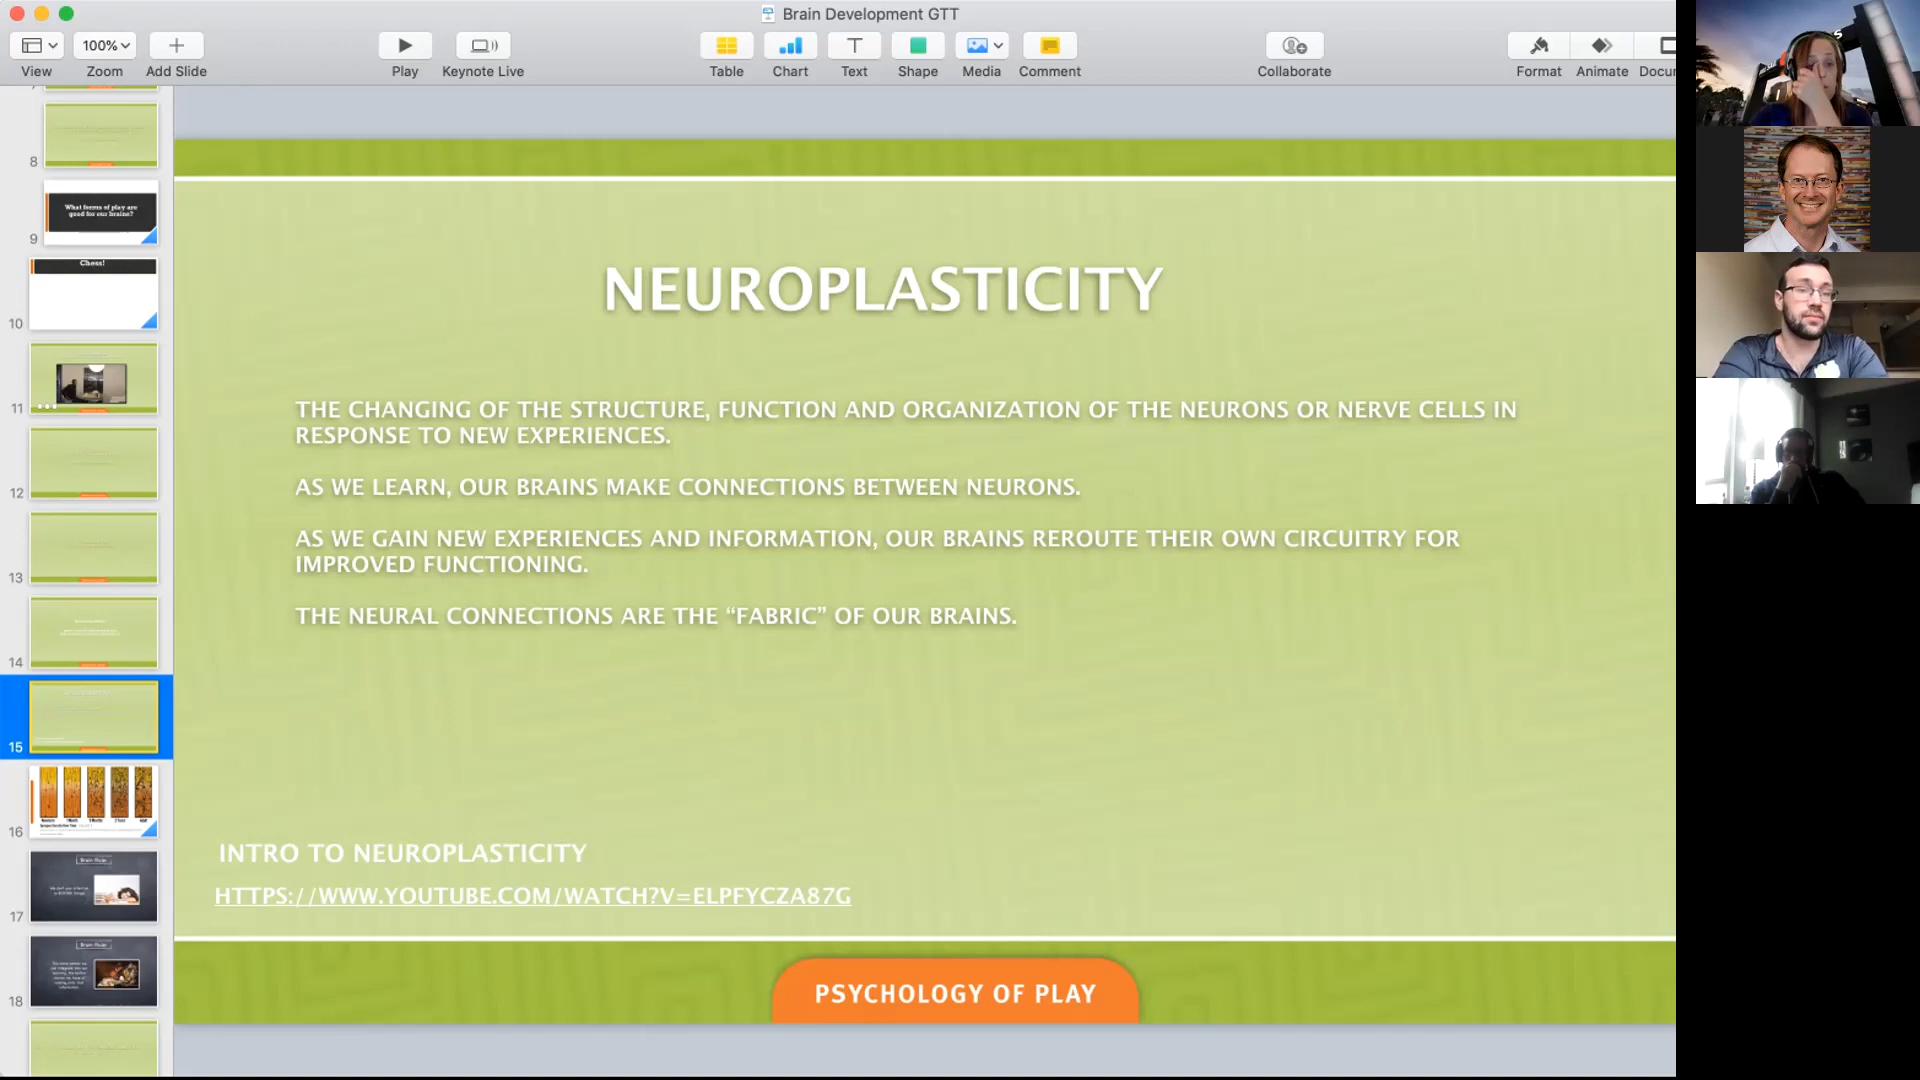 Brain Development GTT
100%
View
Zoom
Add Slide
Play
Keynote Live
Table
Chart
Text
Shape
Media
Comment
Collaborate
Format
Animate
8
What forms of play are
good for our brains?
9
Chess!
10
11
12
13
14
15
16
17
Brain Rule
18
Brain Rule
NEUROPLASTICITY
THE CHANGING OF THE STRUCTURE, FUNCTION AND ORGANIZATION OF THE NEURONS OR NERVE CELLS IN
RESPONSE TO NEW EXPERIENCES.
AS WE LEARN, OUR BRAINS MAKE CONNECTIONS BETWEEN NEURONS.
AS WE GAIN NEW EXPERIENCES AND INFORMATION, OUR BRAINS REROUTE THEIR OWN CIRCUITRY FOR
IMPROVED FUNCTIONING.
THE NEURAL CONNECTIONS ARE THE “FABRIC” OF OUR BRAINS.
INTRO TO NEUROPLASTICITY
HTTPS://WWW.YOUTUBE.COM/WATCH?V=ELPFYCZA87G
PSYCHOLOGY OF PLAY